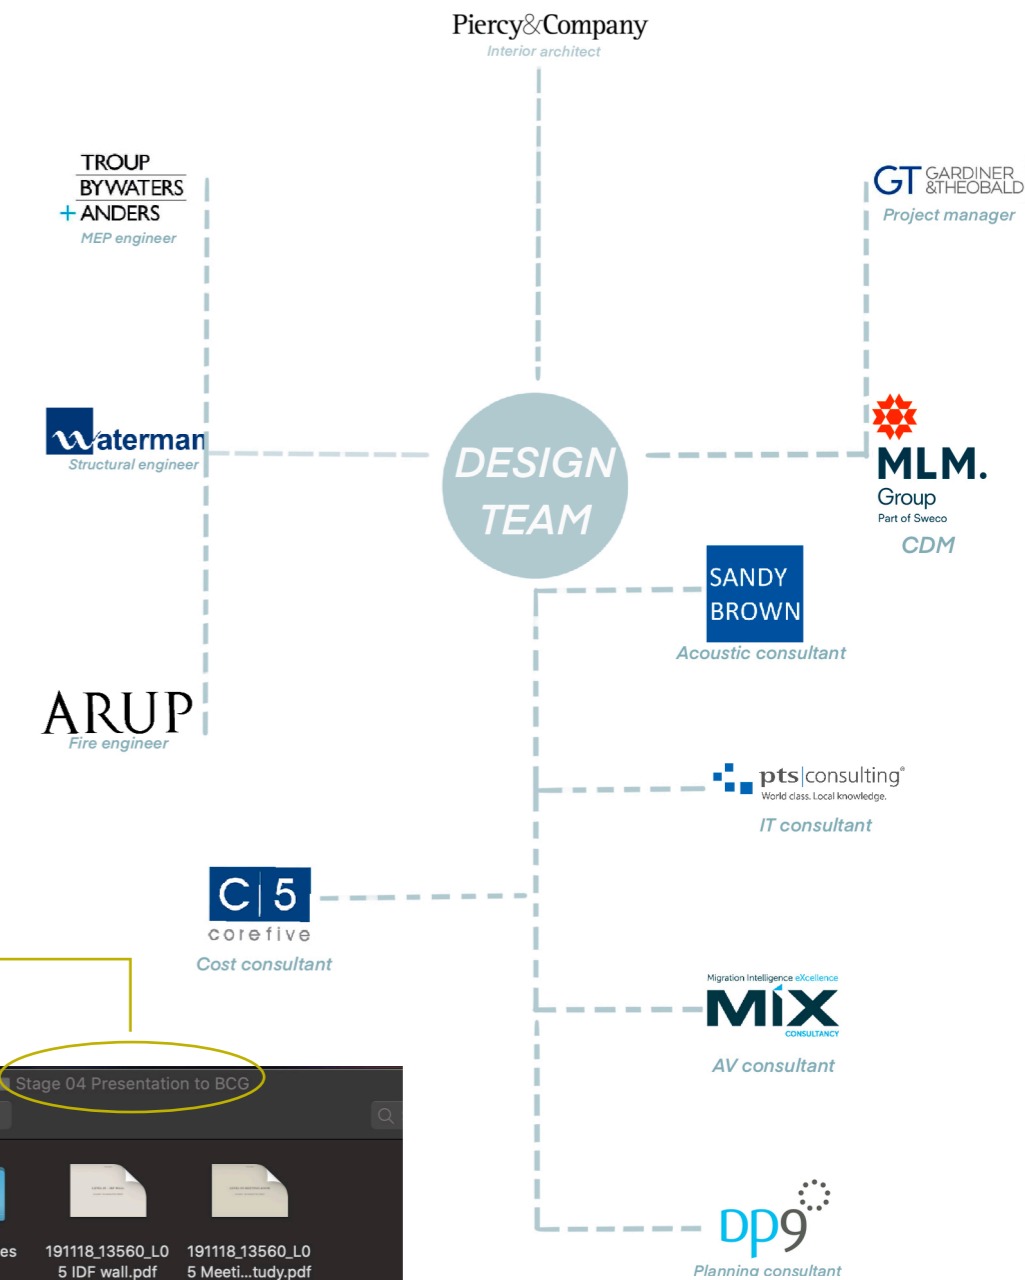 Piercy&Company
Interior architect
TROUP
BYWATERS
+ ANDERS
MEP engineer
GT GARDINER
&THEOBALD
Project manager
Waterman
Structural engineer
DESIGN
TEAM
MLM.
Group
Part of Sweco
CDM
SANDY
BROWN
Acoustic consultant
ARUP
Fire engineer
pts|consulting®
World class. Local knowledge.
IT consultant
C|5
corefive
Cost consultant
Migration Intelligence eXcellence
MIX
CONSULTANCY
AV consultant
Stage 04 Presentation to BCG
es
191118_13560_L0
5 IDF wall.pdf
191118_13560_L0
5 Meeti...tudy.pdf
DP9
Planning consultant